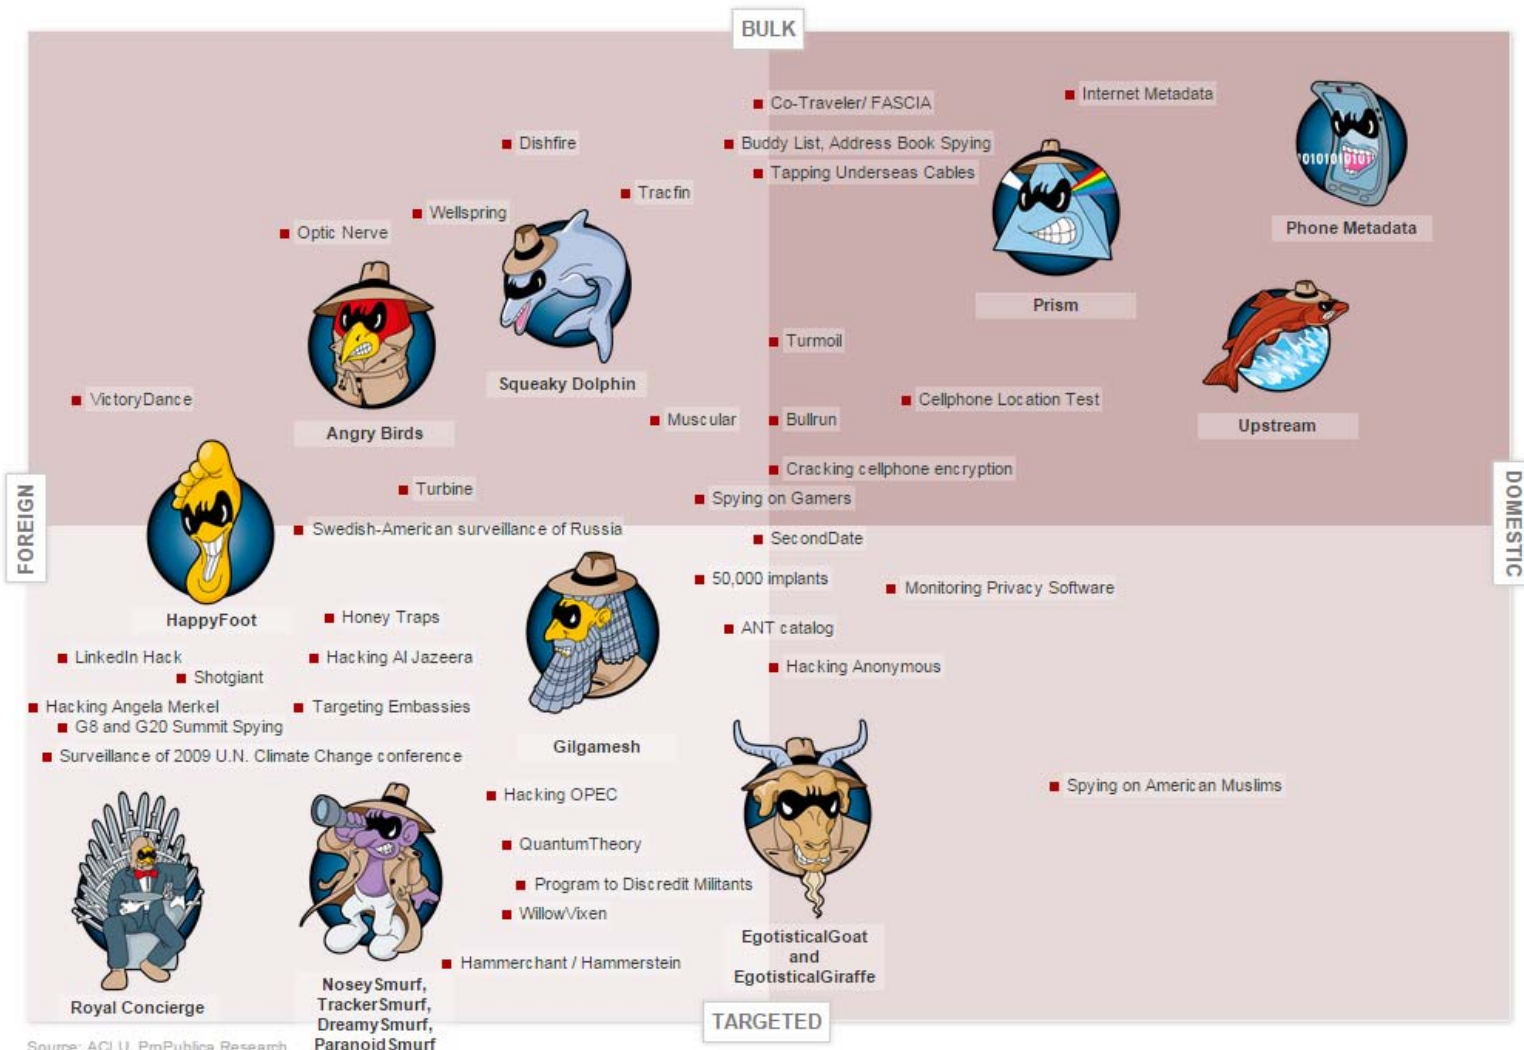 BULK
Co-Traveler/ FASCIA
Internet Metadata
Dishfire
Buddy List, Address Book Spying
Tapping Underseas Cables
0101010101
Tracfin
Wellspring
Optic Nerve
Phone Metadata
Prism
Turmoil
Squeaky Dolphin
VictoryDance
Cellphone Location Test
Muscular
Bullrun
Upstream
Angry Birds
Cracking cellphone encryption
Turbine
Spying on Gamers
FOREIGN
DOMESTIC
Swedish-American surveillance of Russia
SecondDate
50,000 implants
Monitoring Privacy Software
HappyFoot
Honey Traps
ANT catalog
LinkedIn Hack
Hacking Al Jazeera
Hacking Anonymous
Shotgiant
Hacking Angela Merkel
Targeting Embassies
G8 and G20 Summit Spying
Gilgamesh
Surveillance of 2009 U.N. Climate Change conference
Spying on American Muslims
Hacking OPEC
QuantumTheory
Program to Discredit Militants
WillowVixen
EgotisticalGoat
and
EgotisticalGiraffe
Hammerchant / Hammerstein
Royal Concierge
NoseySmurf,
TrackerSmurf,
DreamySmurf,
ParanoidSmurf
TARGETED
Source: ACLU, ProPublica Research